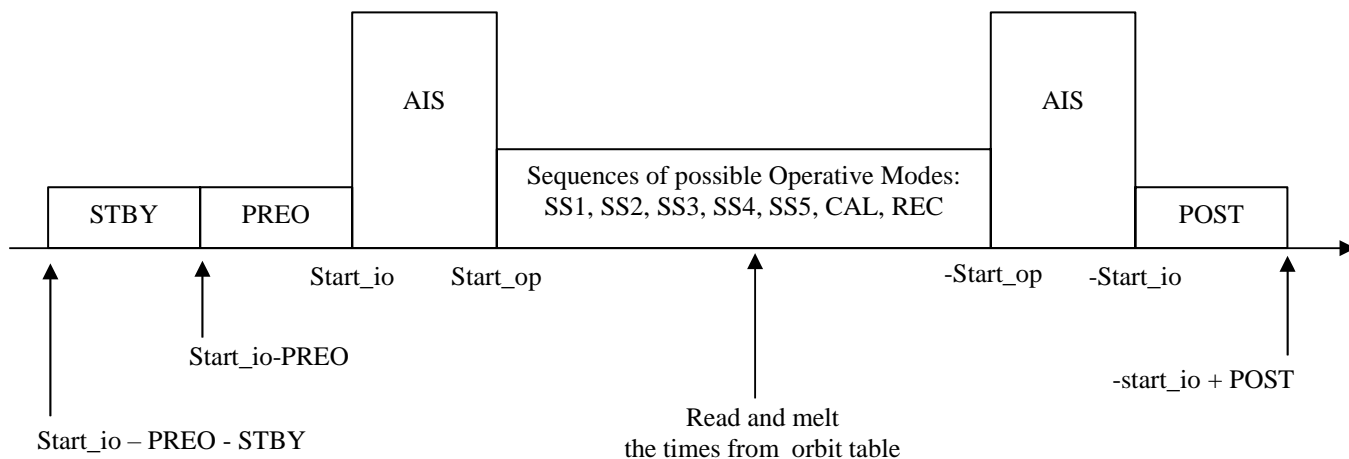 AIS
AIS
Sequences of possible Operative Modes:
SS1, SS2, SS3, SS4, SS5, CAL, REC
STBY
PREO
POST
Start_io
Start_op
-Start_op
-Start_io
Start_io-PREO
-start_io + POST
Read and melt
the times from orbit table
Start_io – PREO - STBY